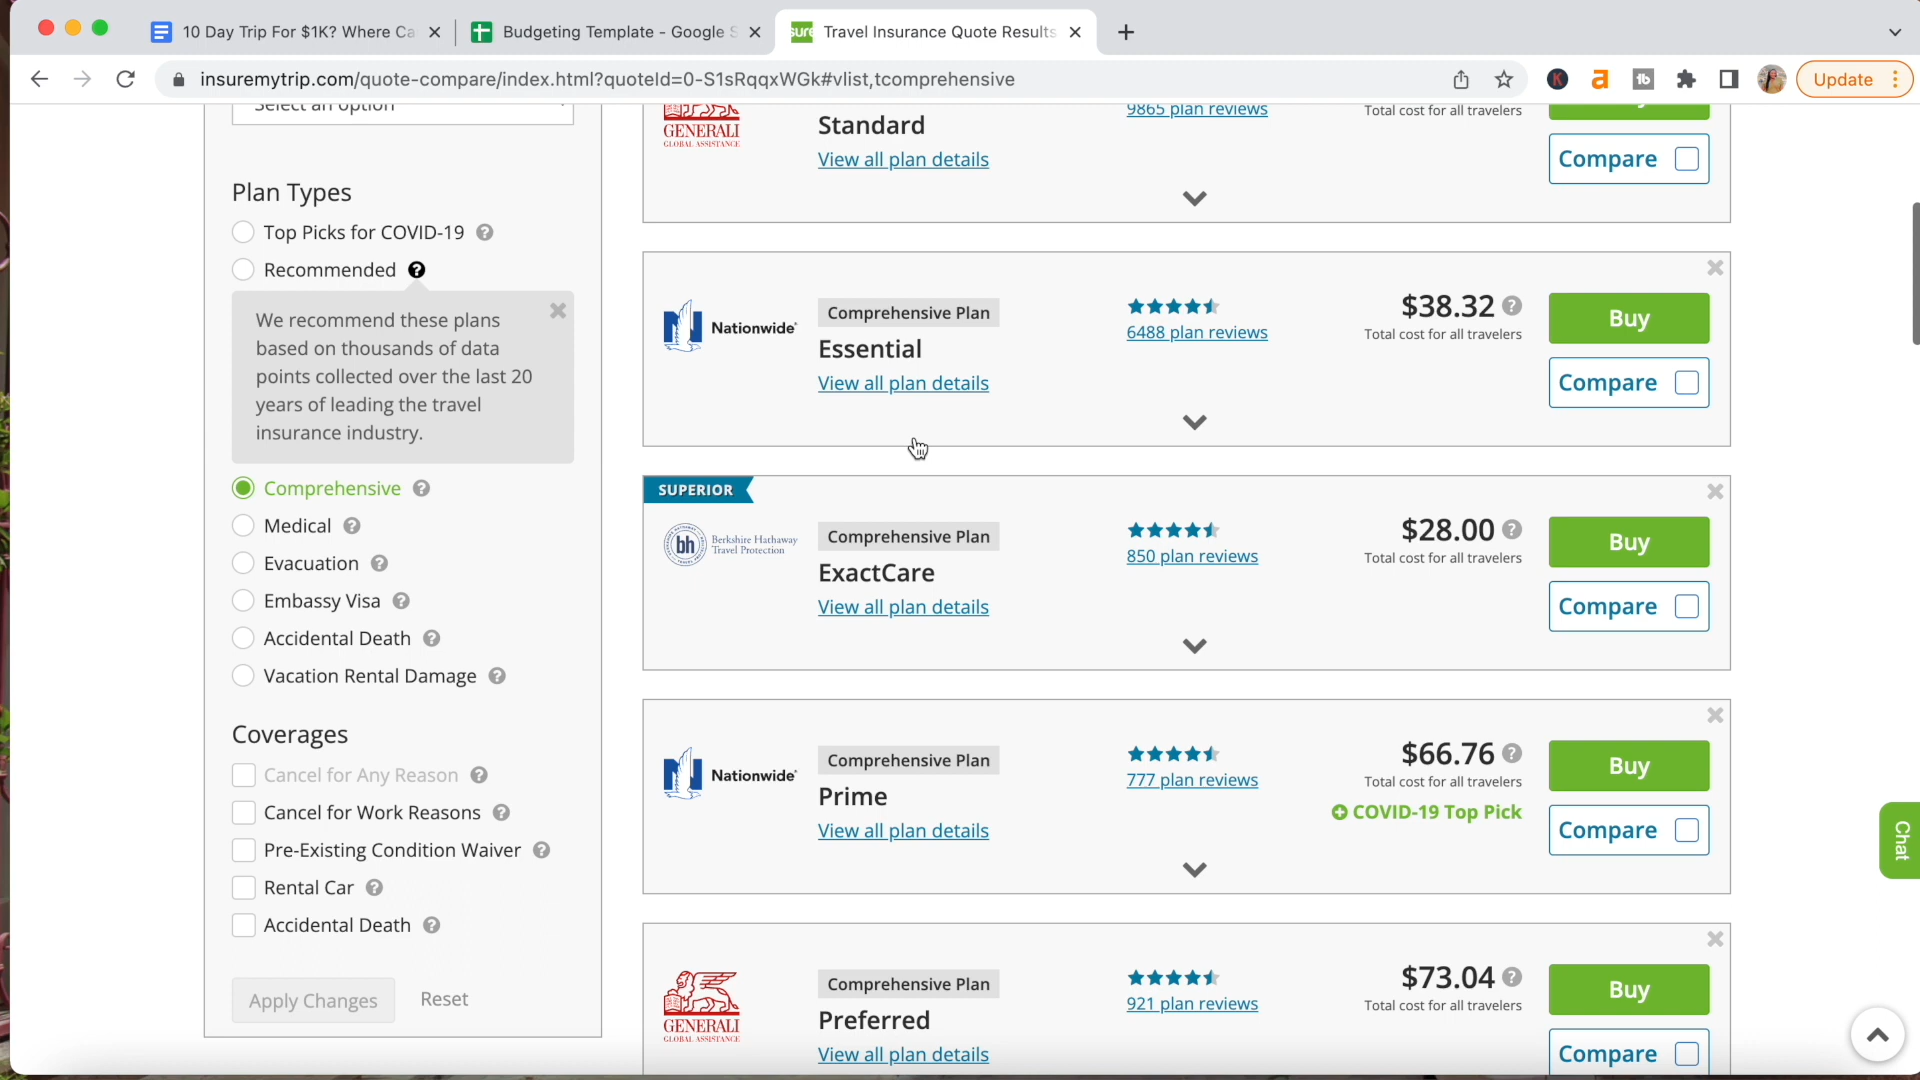 10 Day Trip For $1K? Where Ca
Budgeting Template - Google S
sure
Travel Insurance Quote Results
insuremytrip.com/quote-compare/index.html?quoteId=0-S1sRqqxWGk#vlist,tcomprehensive
K
a
tb
Update
Select an option
Plan Types
Top Picks for COVID-19 ?
Recommended ?
We recommend these plans
based on thousands of data
points collected over the last 20
years of leading the travel
insurance industry.
Comprehensive ?
Medical ?
Evacuation ?
Embassy Visa ?
Accidental Death ?
Vacation Rental Damage ?
Coverages
Cancel for Any Reason ?
Cancel for Work Reasons ?
Pre-Existing Condition Waiver ?
Rental Car ?
Accidental Death ?
Apply Changes
Reset
GENERALI
GLOBAL ASSISTANCE
Standard
View all plan details
9865 plan reviews
Total cost for all travelers
Compare
Nationwide®
Comprehensive Plan
Essential
View all plan details
6488 plan reviews
$38.32 ?
Total cost for all travelers
Buy
Compare
SUPERIOR
bh
Berkshire Hathaway
Travel Protection
Comprehensive Plan
ExactCare
View all plan details
850 plan reviews
$28.00 ?
Total cost for all travelers
Buy
Compare
Nationwide®
Comprehensive Plan
Prime
View all plan details
777 plan reviews
$66.76 ?
Total cost for all travelers
COVID-19 Top Pick
Buy
Compare
GENERALI
GLOBAL ASSISTANCE
Comprehensive Plan
Preferred
View all plan details
921 plan reviews
$73.04 ?
Total cost for all travelers
Buy
Compare
Chat